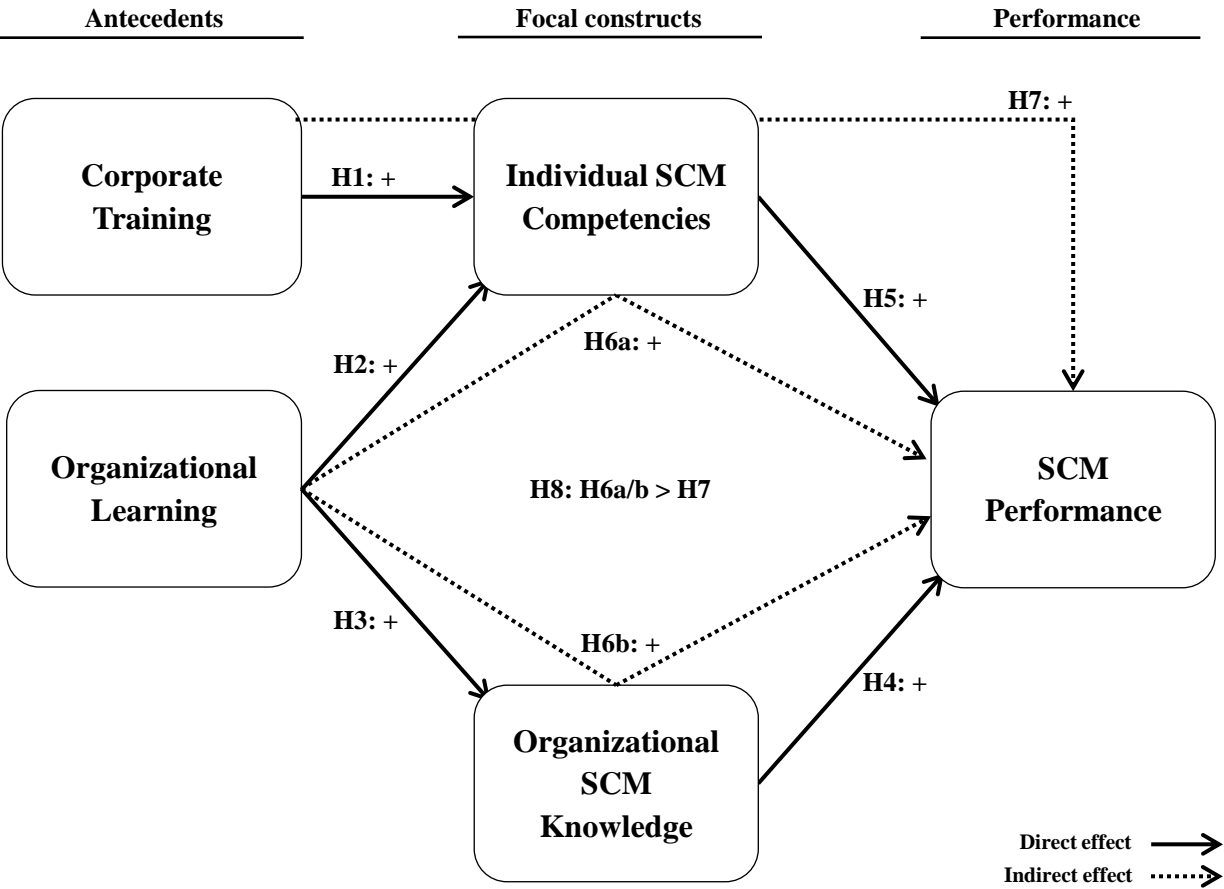 Antecedents
Focal constructs
Performance
H7: +
Corporate
Training
H1: +
Individual SCM
Competencies
H5: +
H6a: +
H2: +
Organizational
Learning
H8: H6a/b > H7
SCM
Performance
H3: +
H6b: +
H4: +
Organizational
SCM
Knowledge
Direct effect
Indirect effect